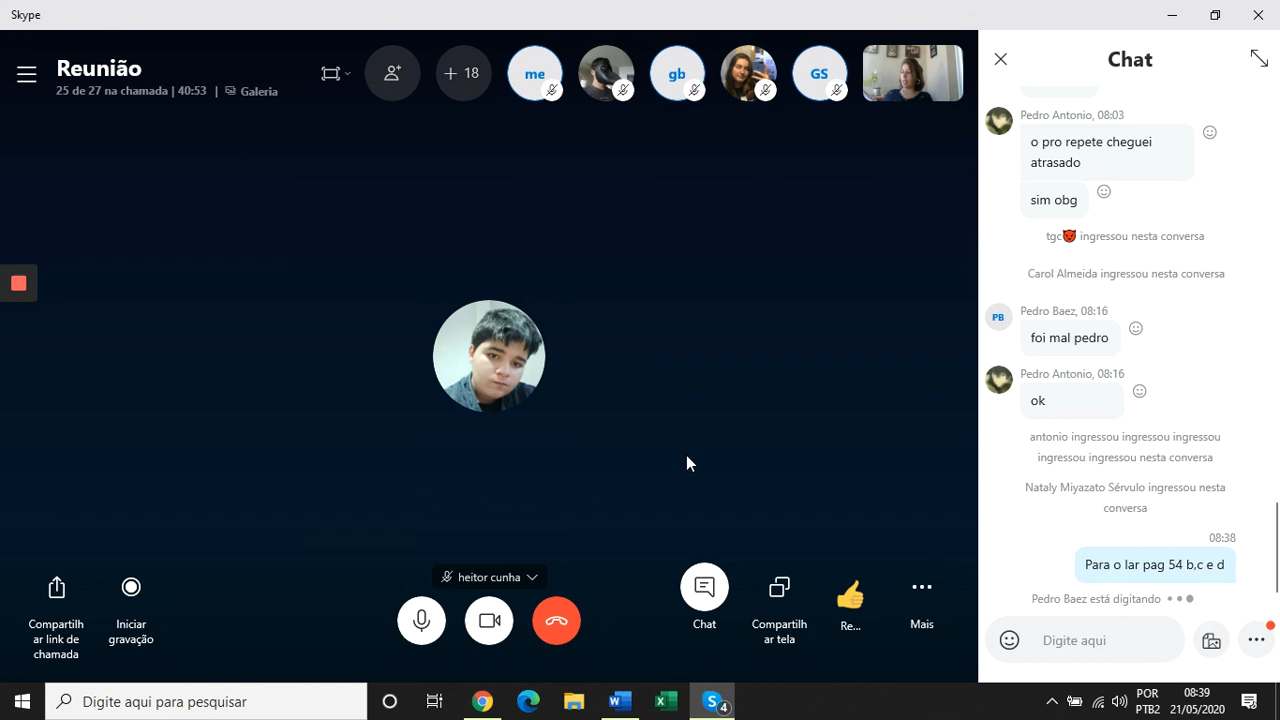 Skype
Reunião
25 de 27 na chamada | 40:53 | Galeria
+ 18
me
gb
GS
Chat
Pedro Antonio, 08:03
o pro repete cheguei
atrasado
sim obg
tgc👿 ingressou nesta conversa
Carol Almeida ingressou nesta conversa
PB
Pedro Baez, 08:16
foi mal pedro
Pedro Antonio, 08:16
ok
antonio ingressou ingressou ingressou
ingressou ingressou nesta conversa
Nataly Miyazato Sérvulo ingressou nesta
conversa
08:38
Para o lar pag 54 b,c e d
Pedro Baez está digitando
Digite aqui
heitor cunha
Compartilh
ar link de
chamada
Iniciar
gravação
Chat
Compartilh
ar tela
Re...
Mais
Digite aqui para pesquisar
4
POR
PTB2
08:39
21/05/2020